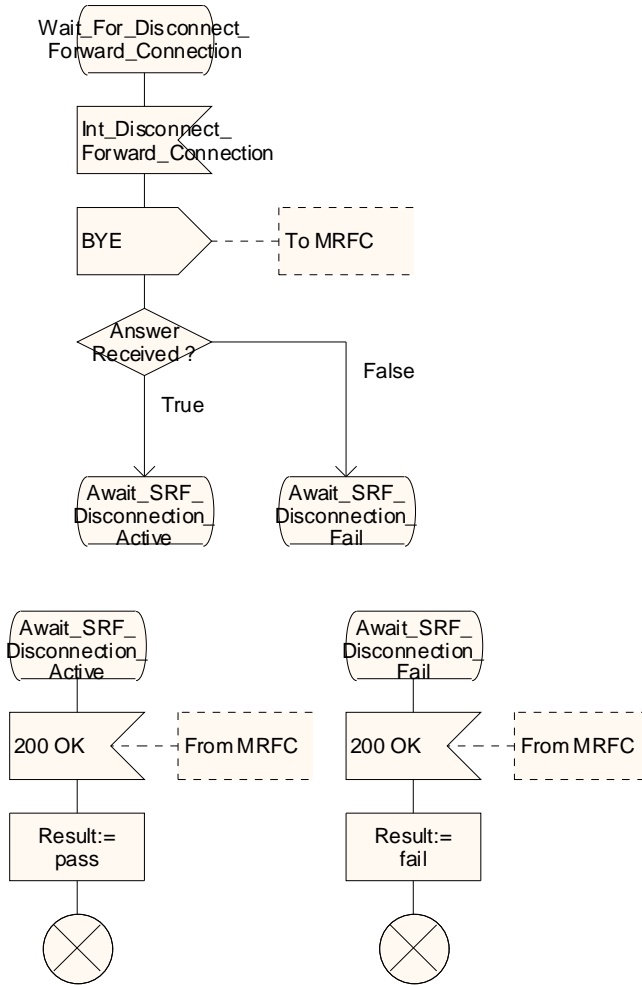 Wait_For_Disconnect_
Forward_Connection
Int_Disconnect_
Forward_Connection
BYE
To MRFC
Answer
Received ?
False
True
Await_SRF_
Disconnection_
Active
Await_SRF_
Disconnection_
Fail
Await_SRF_
Disconnection_
Active
Await_SRF_
Disconnection_
Fail
200 OK
From MRFC
200 OK
From MRFC
Result:=
pass
Result:=
fail